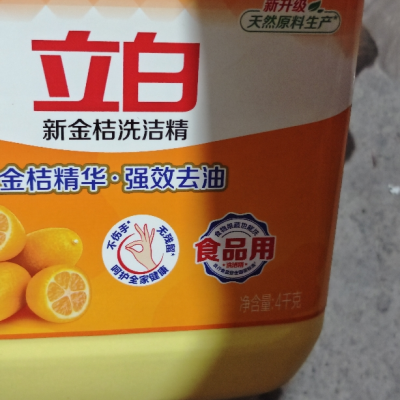 新升级
天然原料生产*
立白
新金桔洗洁精
金桔精华·强效去油
不伤手*
无残留*
呵护全家健康
食品用
净含量:4千克